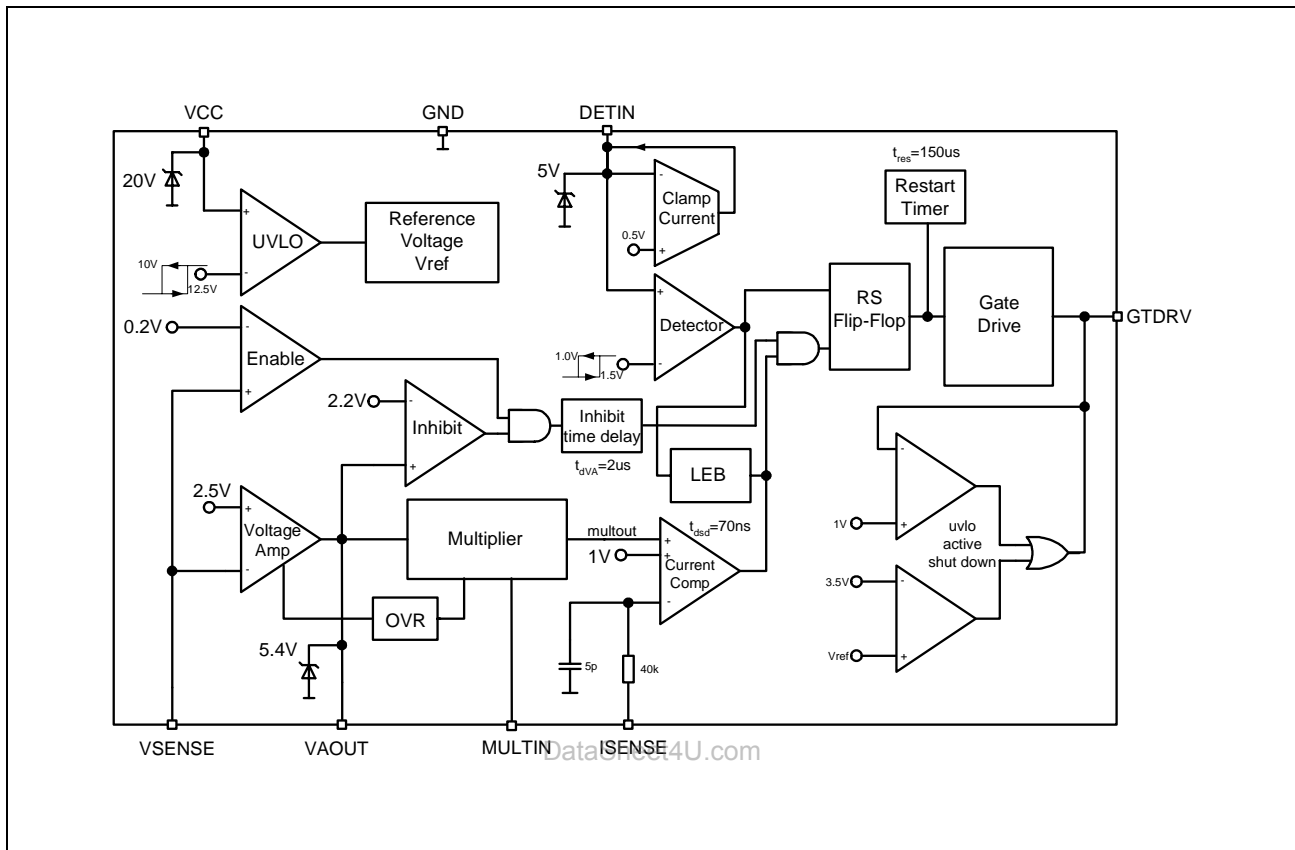 VCC
GND
DETIN
20V
UVLO
+
-
10V
12.5V
Reference
Voltage
Vref
5V
Clamp
Current
-
+
0.5V
t_res=150us
Restart
Timer
0.2V
Enable
-
+
Detector
+
-
1.0V
1.5V
RS
Flip-Flop
Gate
Drive
GTDRV
2.2V
Inhibit
-
+
Inhibit
time delay
t_dVA=2us
LEB
2.5V
Voltage
Amp
+
-
Multiplier
multout
1V
t_dsd=70ns
Current
Comp
+
+
-
OVR
5.4V
5p
40k
-
+
1V
uvlo
active
shut down
3.5V
-
+
Vref
VSENSE
VAOUT
MULTIN
ISENSE
DataSheet4U.com